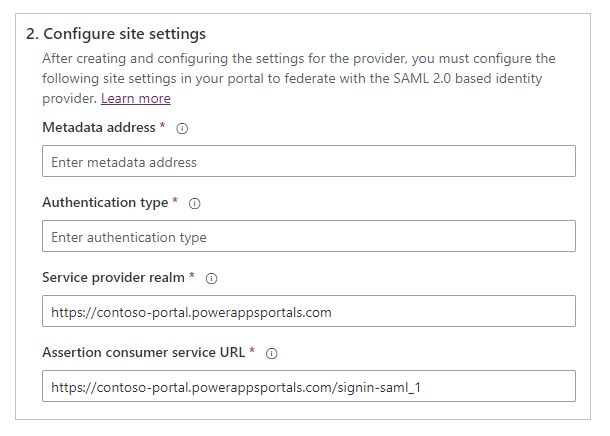 2. Configure site settings
After creating and configuring the settings for the provider, you must configure the
following site settings in your portal to federate with the SAML 2.0 based identity
provider. Learn more
Metadata address *
Enter metadata address
Authentication type *
Enter authentication type
Service provider realm *
https://contoso-portal.powerappsportals.com
Assertion consumer service URL *
https://contoso-portal.powerappsportals.com/signin-saml_1